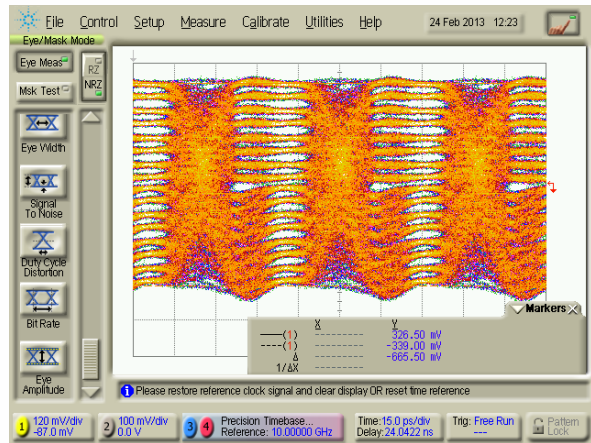 File Control Setup Measure Calibrate Utilities Help 24 Feb 2013 12:23
Eye/Mask Mode
Eye Meas
RZ
NRZ
Msk Test
Eye Width
Signal
To Noise
Duty Cycle
Distortion
Bit Rate
Eye
Amplitude
Markers X
X Y
——(1) -------- 326.50 mV
----(1) -------- -339.00 mV
Δ -------- -665.50 mV
1/ΔX --------
Please restore reference clock signal and clear display OR reset time reference
1 120 mV/div
-87.0 mV
2 100 mV/div
0.0 V
3 4 Precision Timebase...
Reference: 10.00000 GHz
Time:15.0 ps/div
Delay:24.0422 ns
Trig: Free Run
---
Pattern
Lock